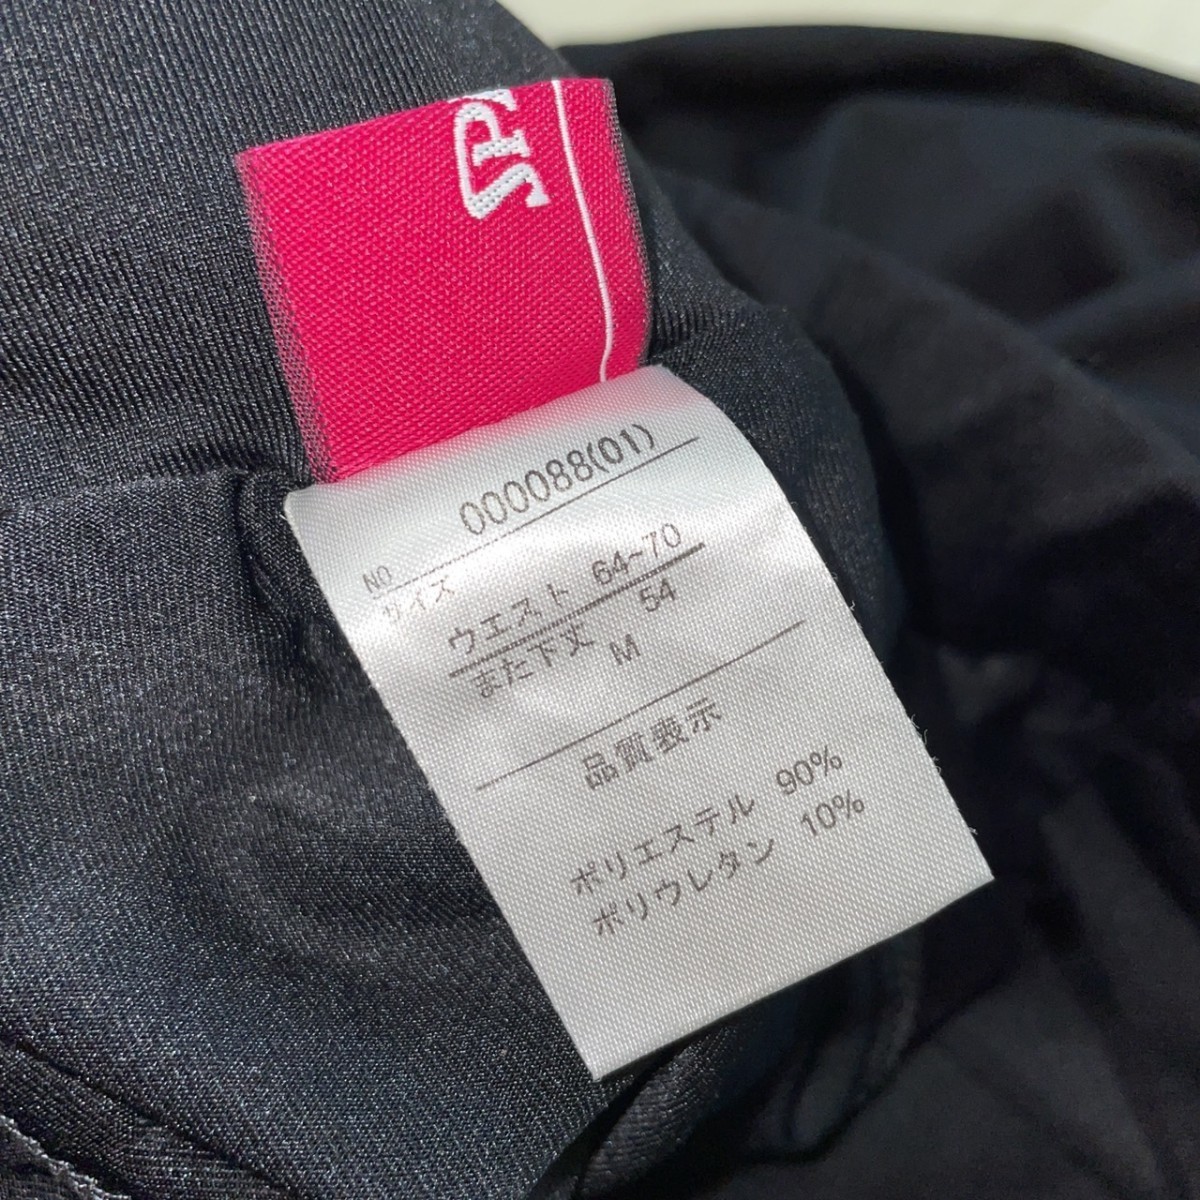 SPA
NO 000088(01)
サイズ ウエスト 64~70
また下丈 54
M
品質表示
ポリエステル 90%
ポリウレタン 10%